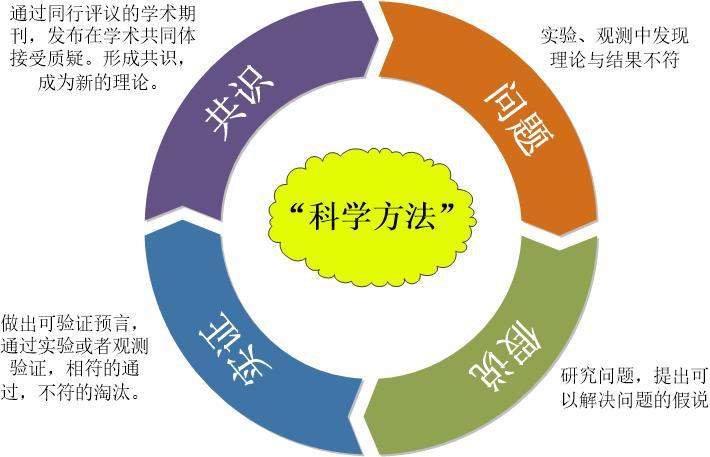 通过同行评议的学术期
刊，发布在学术共同体
接受质疑。形成共识，
成为新的理论。
共识
问题
实验、观测中发现
理论与结果不符
“科学方法”
做出可验证预言，
通过实验或者观测
验证，相符的通
过，不符的淘汰。
实证
假说
研究问题，提出可
以解决问题的假说